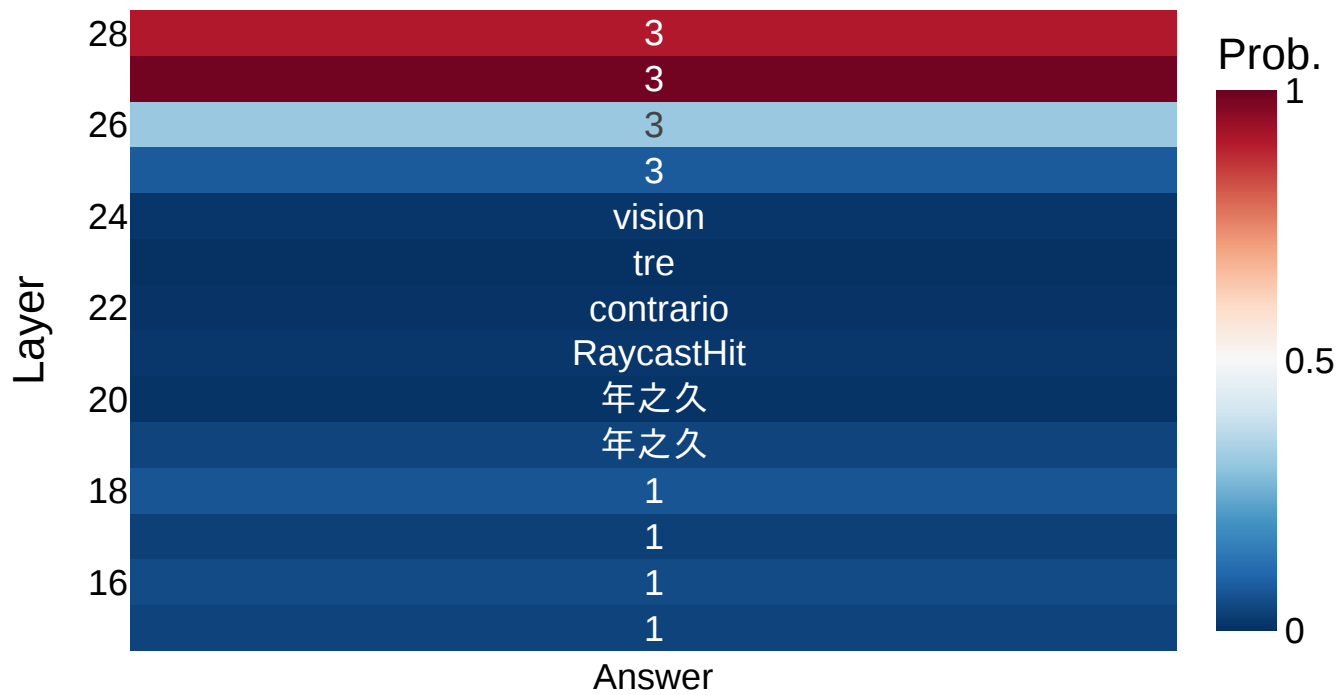 Prob.
28 3
3
26 3
3
24 vision
tre
22 contrario
RaycastHit
20 年之久
年之久
18 1
1
16 1
1
Layer
Answer
1
0.5
0